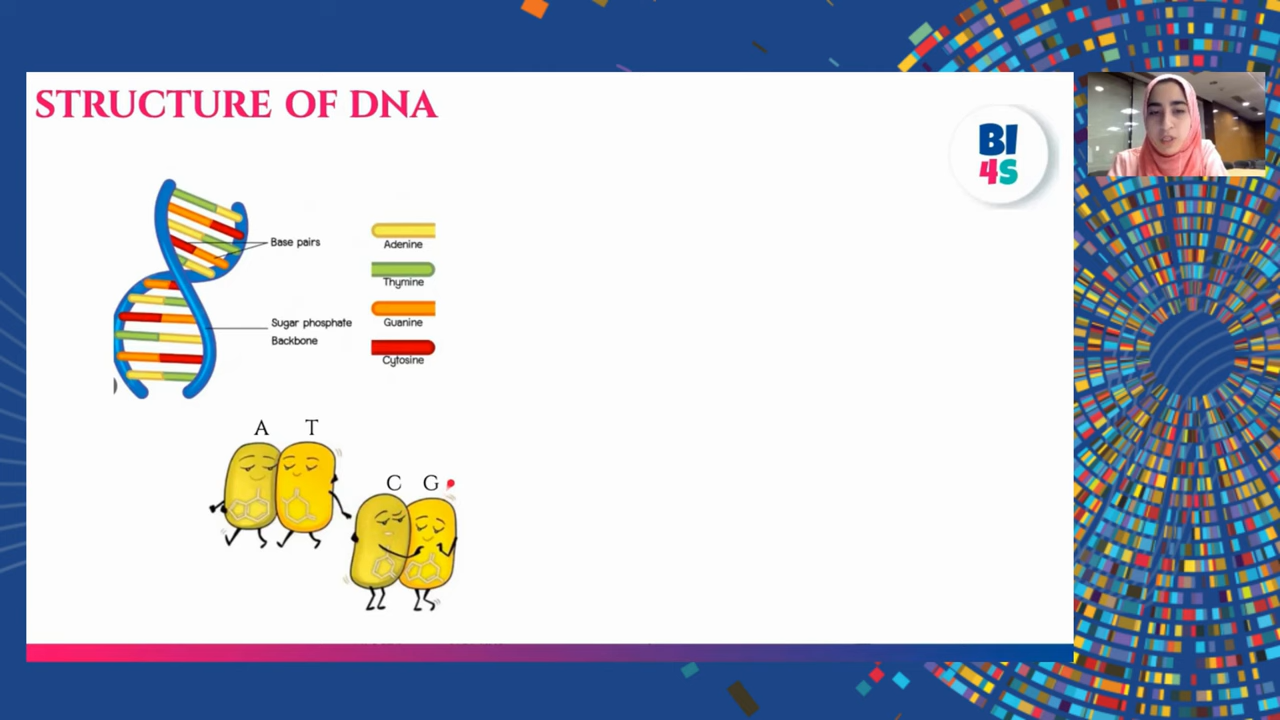 STRUCTURE OF DNA
BI
4S
Base pairs
Adenine
Thymine
Guanine
Sugar phosphate
Backbone
Cytosine
A T
C G